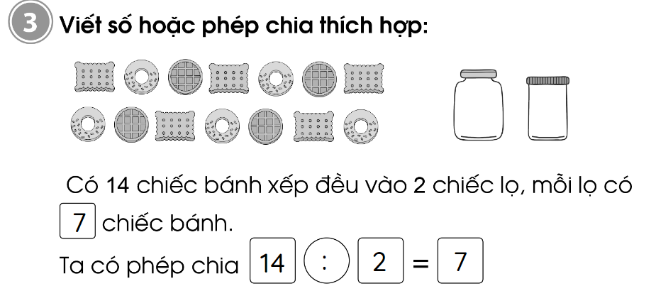 3 Viết số hoặc phép chia thích hợp:
Có 14 chiếc bánh xếp đều vào 2 chiếc lọ, mỗi lọ có
7 chiếc bánh.
Ta có phép chia 14 : 2 = 7